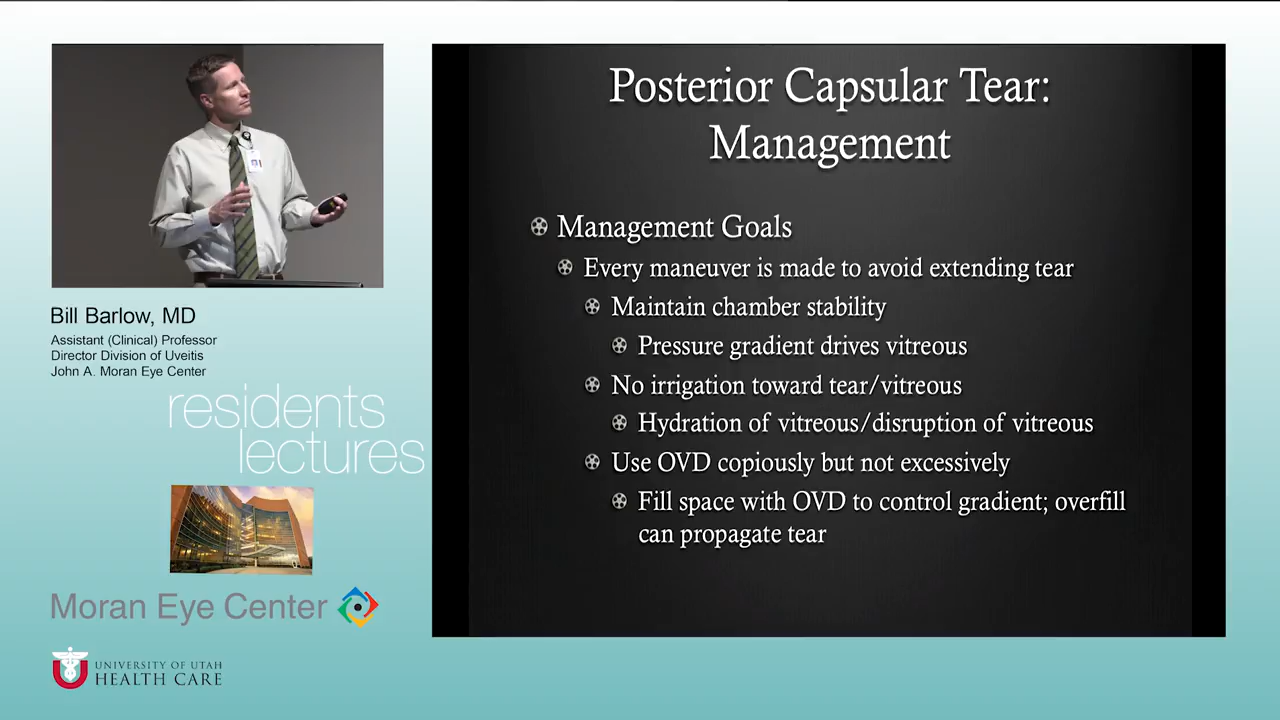 Bill Barlow, MD
Assistant (Clinical) Professor
Director Division of Uveitis
John A. Moran Eye Center
residents
lectures
Moran Eye Center
UNIVERSITY OF UTAH
HEALTH CARE
Posterior Capsular Tear:
Management
Management Goals
Every maneuver is made to avoid extending tear
Maintain chamber stability
Pressure gradient drives vitreous
No irrigation toward tear/vitreous
Hydration of vitreous/disruption of vitreous
Use OVD copiously but not excessively
Fill space with OVD to control gradient; overfill
can propagate tear